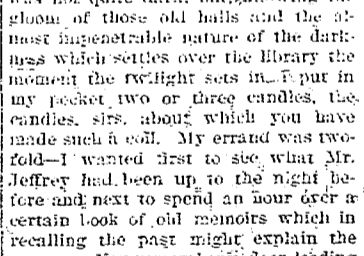 gloom of those old halls and the al-
most impenetrable nature of the dark-
ness which settles over the library the
moment the twilight sets in. I put in
my pocket two or three candles, the
candles, sirs, about which you have
made such a coil. My errand was two-
fold—I wanted first to see what Mr.
Jeffrey had been up to the night be-
fore and next to spend an hour over a
certain book of old memoirs which in
recalling the past might explain the